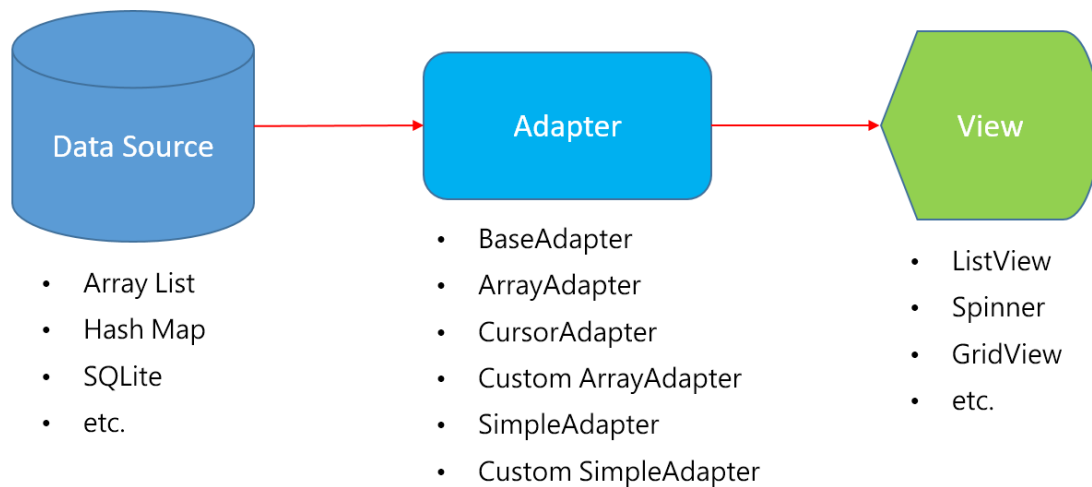 Data Source
• Array List
• Hash Map
• SQLite
• etc.
Adapter
• BaseAdapter
• ArrayAdapter
• CursorAdapter
• Custom ArrayAdapter
• SimpleAdapter
• Custom SimpleAdapter
View
• ListView
• Spinner
• GridView
• etc.